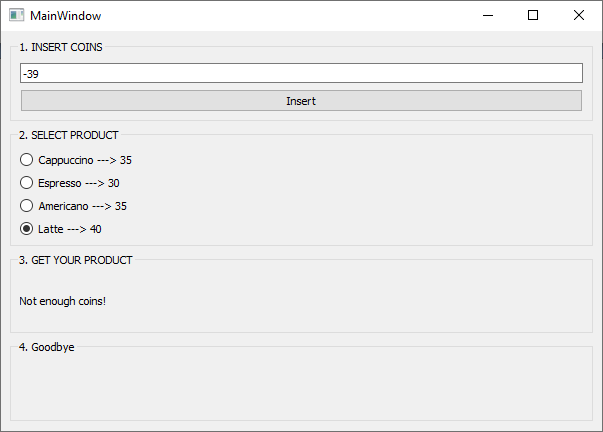 MainWindow
1. INSERT COINS
-39
Insert
2. SELECT PRODUCT
Cappuccino ---> 35
Espresso ---> 30
Americano ---> 35
Latte ---> 40
3. GET YOUR PRODUCT
Not enough coins!
4. Goodbye